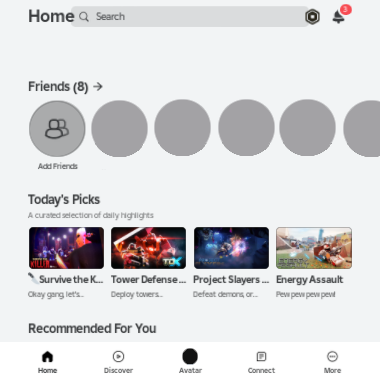 Home
Search
3
Friends (8) →
Add Friends
Today's Picks
A curated selection of daily highlights
Survive the K...
Tower Defense ...
Project Slayers ...
Energy Assault
Okay gang, let's...
Deploy towers...
Defeat demons, or...
Pew pew pew pew!
Recommended For You
Home
Discover
Avatar
Connect
More